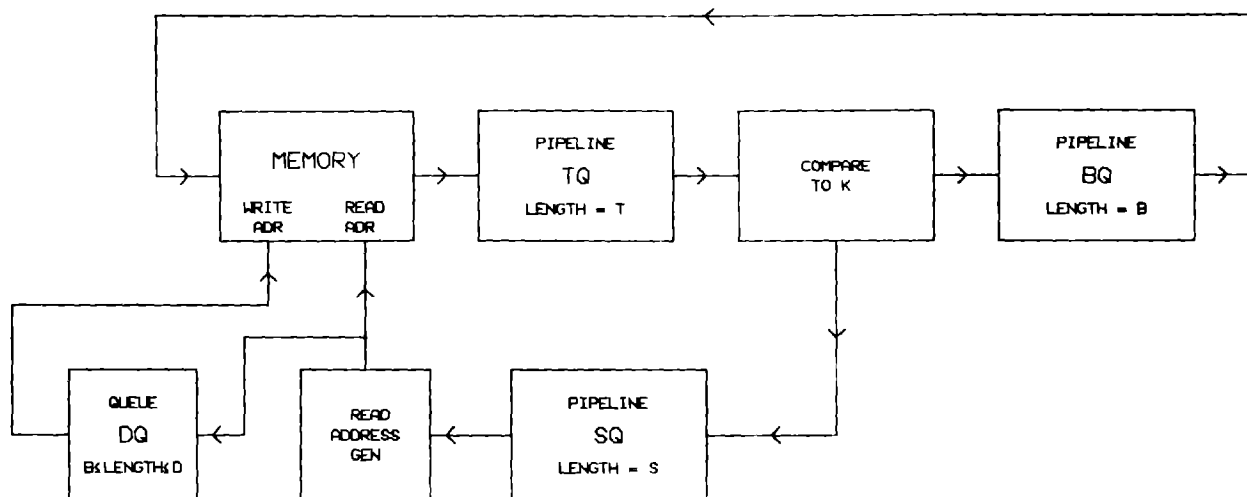 MEMORY
WRITE ADR
READ ADR
PIPELINE
TQ
LENGTH = T
COMPARE
TO K
PIPELINE
BQ
LENGTH = B
QUEUE
DQ
B≤LENGTH≤D
READ
ADDRESS
GEN
PIPELINE
SQ
LENGTH = S